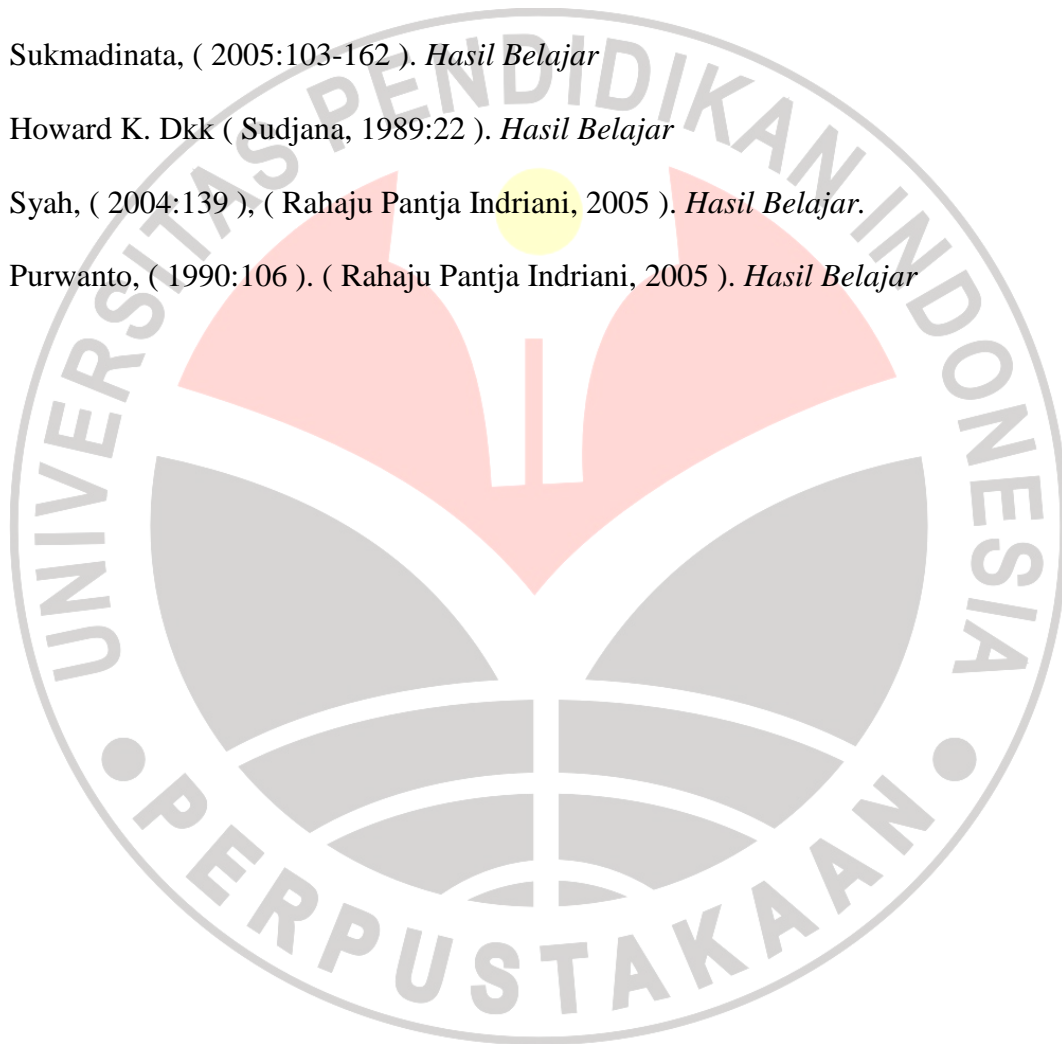 Sukmadinata, ( 2005:103-162 ). Hasil Belajar
Howard K. Dkk ( Sudjana, 1989:22 ). Hasil Belajar
Syah, ( 2004:139 ), ( Rahaju Pantja Indriani, 2005 ). Hasil Belajar.
Purwanto, ( 1990:106 ). ( Rahaju Pantja Indriani, 2005 ). Hasil Belajar
UNIVERSITAS PENDIDIKAN INDONESIA
PERPUSTAKAAN